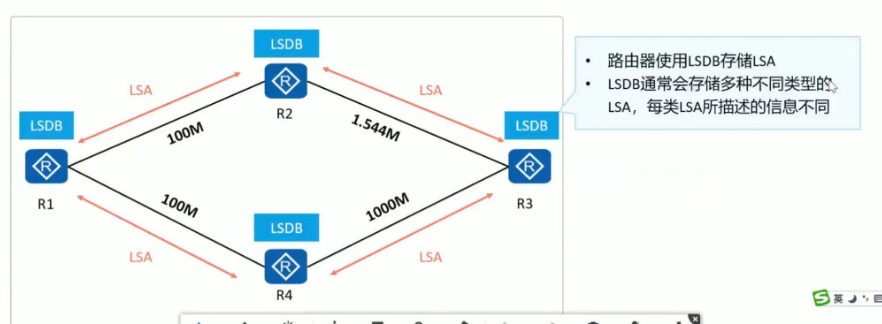 LSDB
LSA
R2
LSA
100M
1.544M
LSDB
R1
LSDB
R3
100M
1000M
LSDB
LSA
R4
LSA
• 路由器使用LSDB存储LSA
• LSDB通常会存储多种不同类型的
LSA，每类LSA所描述的信息不同
R
R
R
R
S英